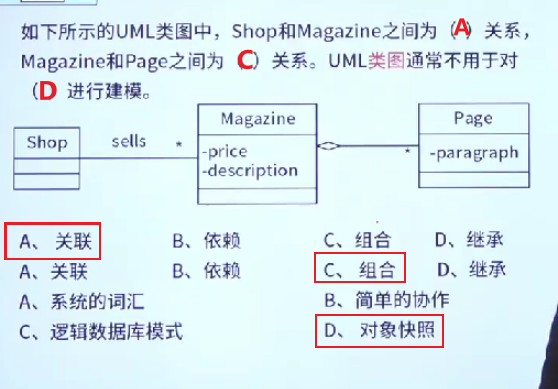 如下所示的UML类图中，Shop和Magazine之间为（A）关系，
Magazine和Page之间为 C）关系。UML类图通常不用于对
（D 进行建模。
Shop sells * Magazine -price -description * Page -paragraph
A、 关联 B、依赖 C、组合 D、继承
A、关联 B、依赖 C、 组合 D、继承
A、系统的词汇 B、简单的协作
C、逻辑数据库模式 D、 对象快照